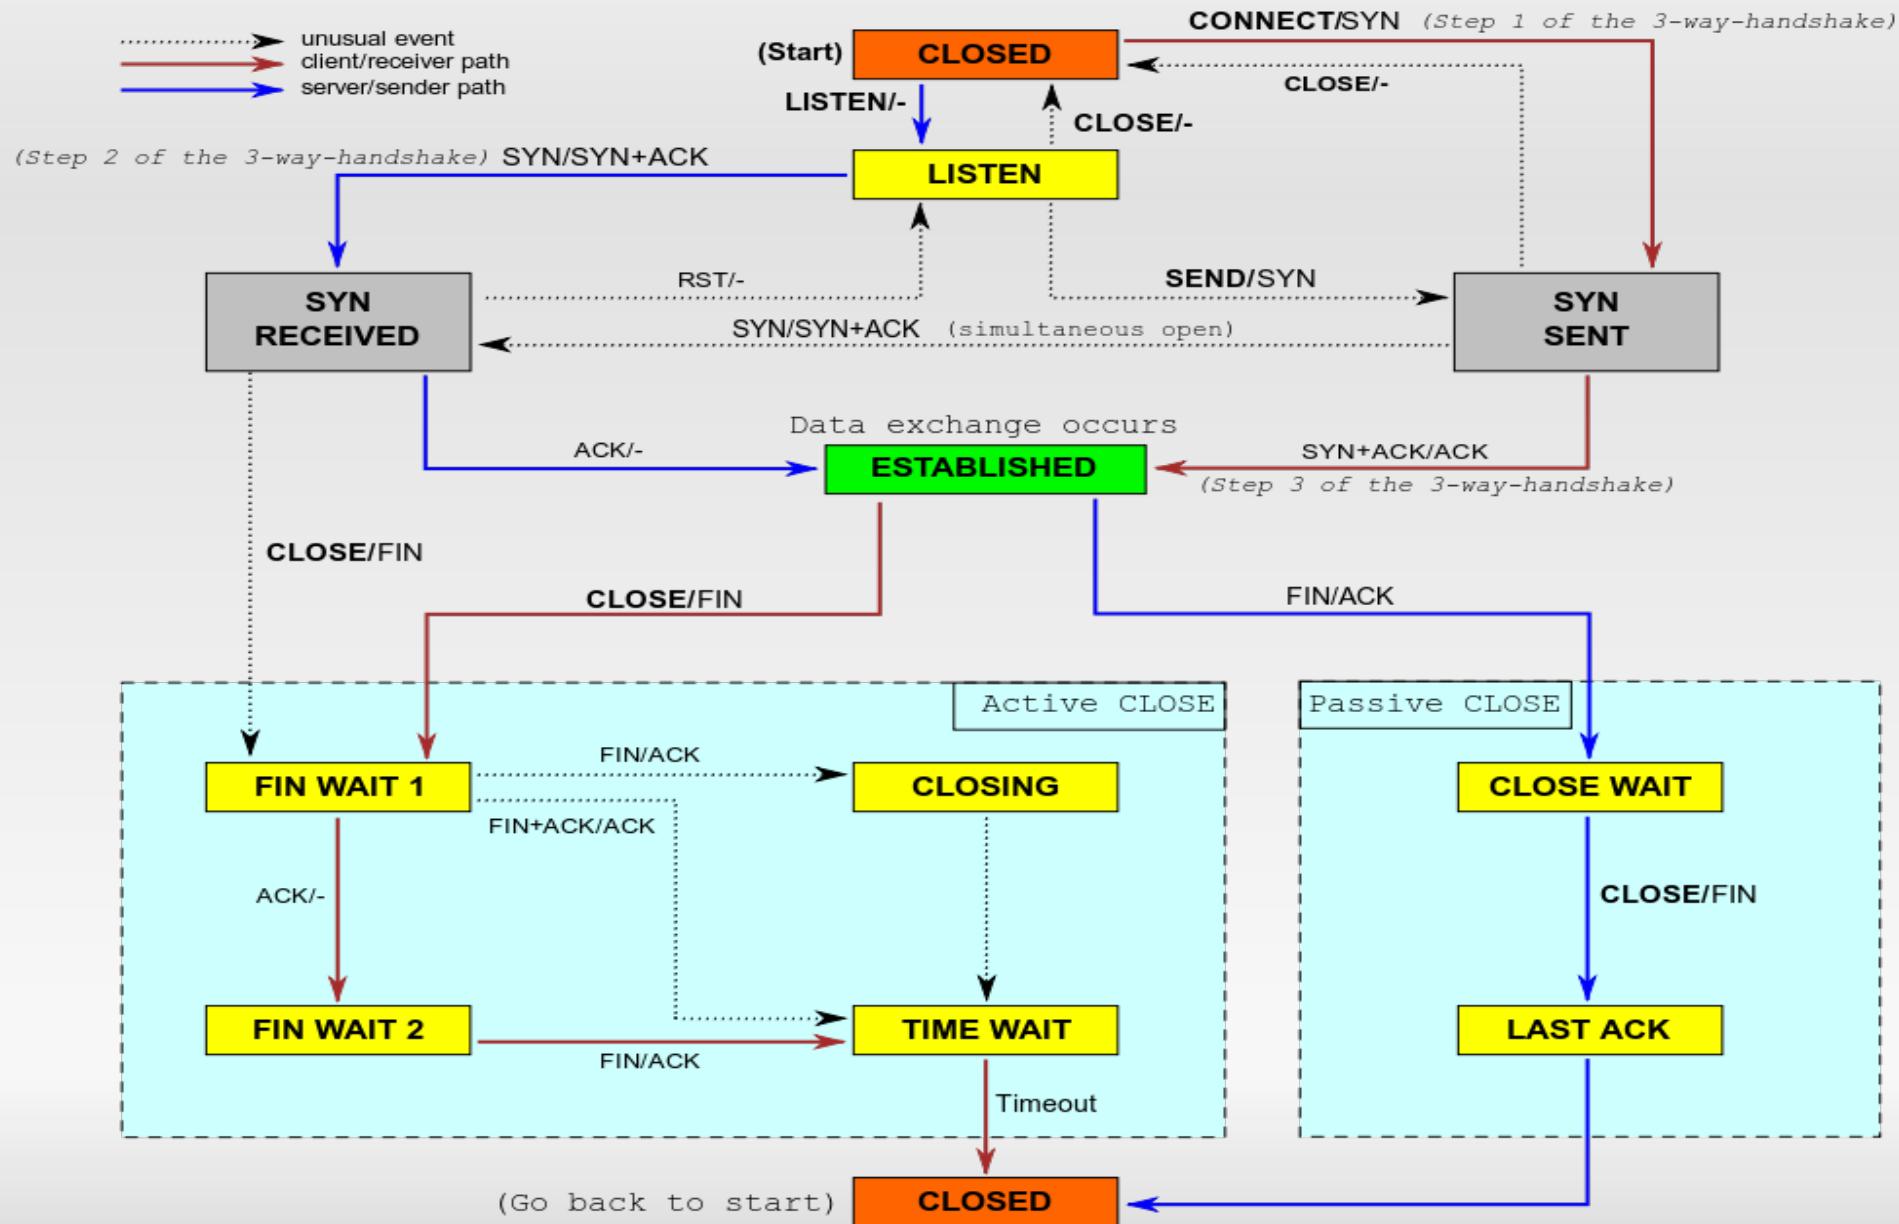 CONNECT/SYN (Step 1 of the 3-way-handshake)
unusual event
client/receiver path
server/sender path
(Start)
CLOSED
CLOSE/-
LISTEN/-
CLOSE/-
(Step 2 of the 3-way-handshake) SYN/SYN+ACK
LISTEN
RST/-
SEND/SYN
SYN
RECEIVED
SYN
SENT
SYN/SYN+ACK (simultaneous open)
Data exchange occurs
ACK/-
ESTABLISHED
SYN+ACK/ACK
(Step 3 of the 3-way-handshake)
CLOSE/FIN
CLOSE/FIN
FIN/ACK
Active CLOSE
Passive CLOSE
FIN WAIT 1
FIN/ACK
CLOSING
CLOSE WAIT
FIN+ACK/ACK
ACK/-
CLOSE/FIN
FIN WAIT 2
TIME WAIT
LAST ACK
FIN/ACK
Timeout
(Go back to start)
CLOSED